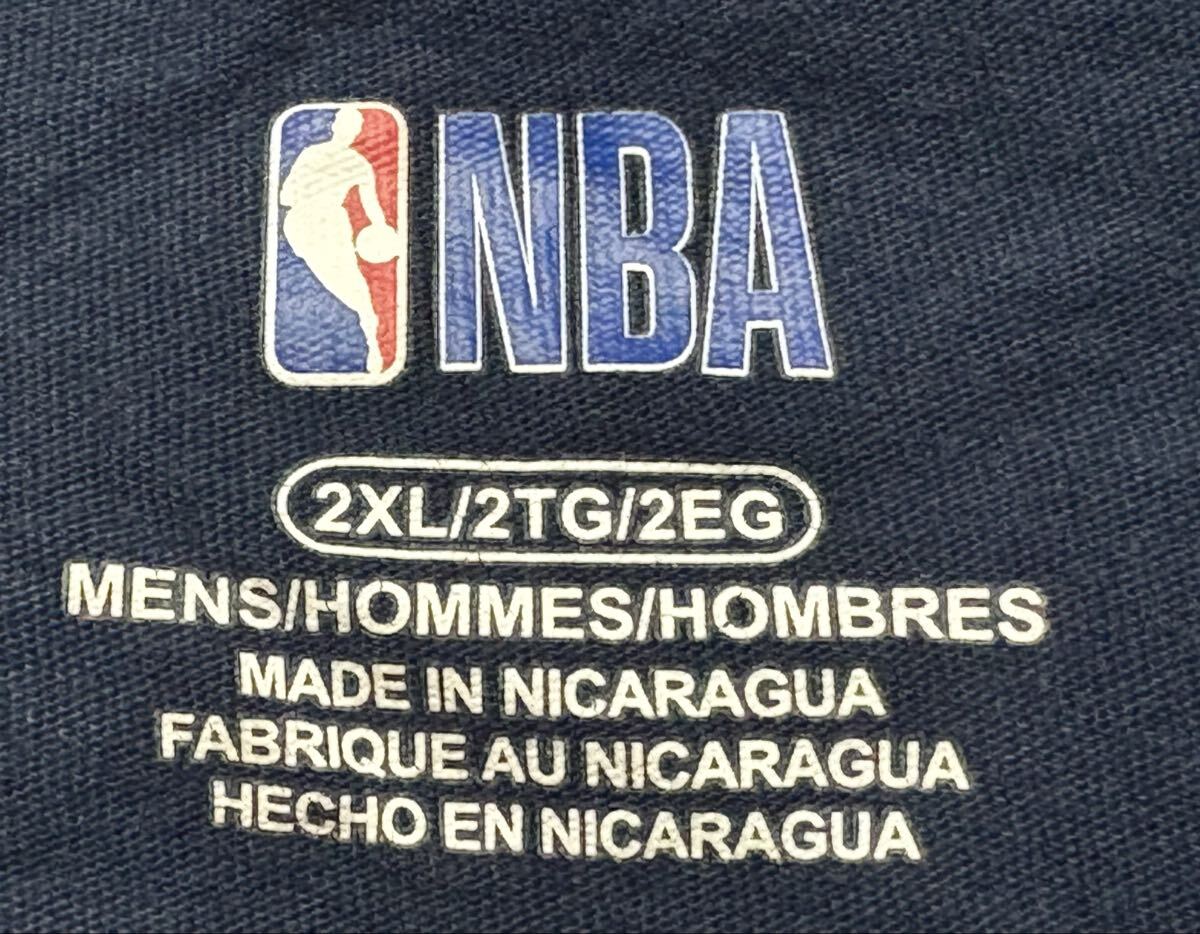 NBA
2XL/2TG/2EG
MENS/HOMMES/HOMBRES
MADE IN NICARAGUA
FABRIQUE AU NICARAGUA
HECHO EN NICARAGUA